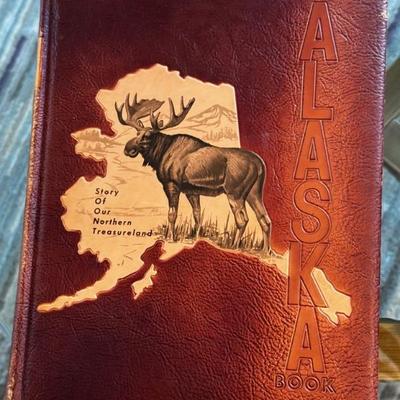 ALASKA
BOOK
Story
Of
Our
Northern
Treasureland